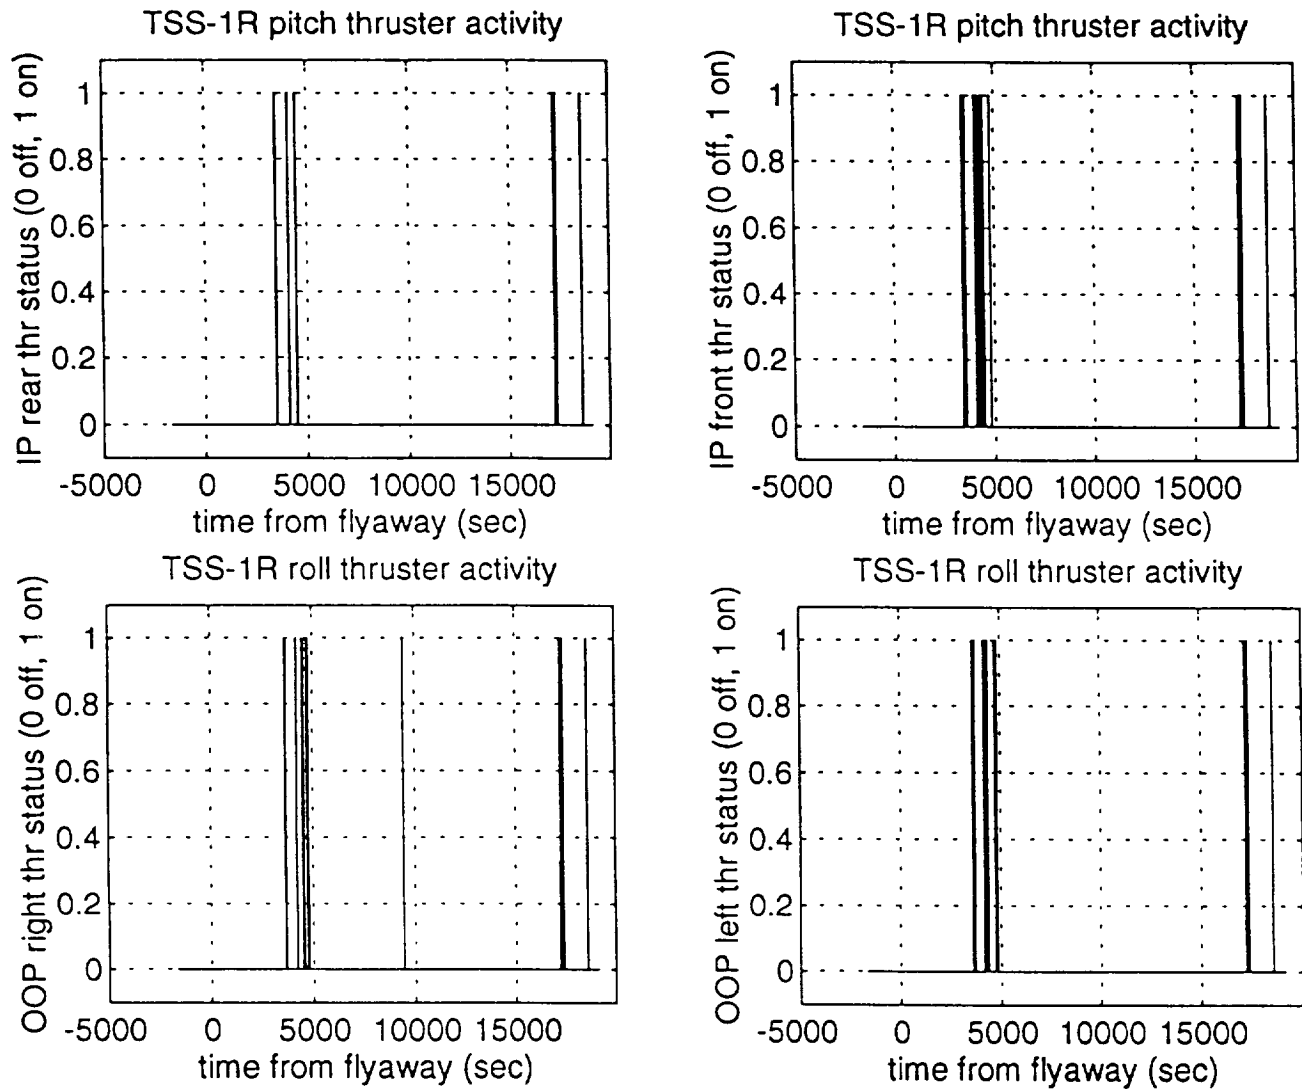 TSS-1R pitch thruster activity
IP rear thr status (0 off, 1 on)
1
0.8
0.6
0.4
0.2
0
-5000 0 5000 10000 15000
time from flyaway (sec)
TSS-1R pitch thruster activity
IP front thr status (0 off, 1 on)
1
0.8
0.6
0.4
0.2
0
-5000 0 5000 10000 15000
time from flyaway (sec)
TSS-1R roll thruster activity
OOP right thr status (0 off, 1 on)
1
0.8
0.6
0.4
0.2
0
-5000 0 5000 10000 15000
time from flyaway (sec)
TSS-1R roll thruster activity
OOP left thr status (0 off, 1 on)
1
0.8
0.6
0.4
0.2
0
-5000 0 5000 10000 15000
time from flyaway (sec)